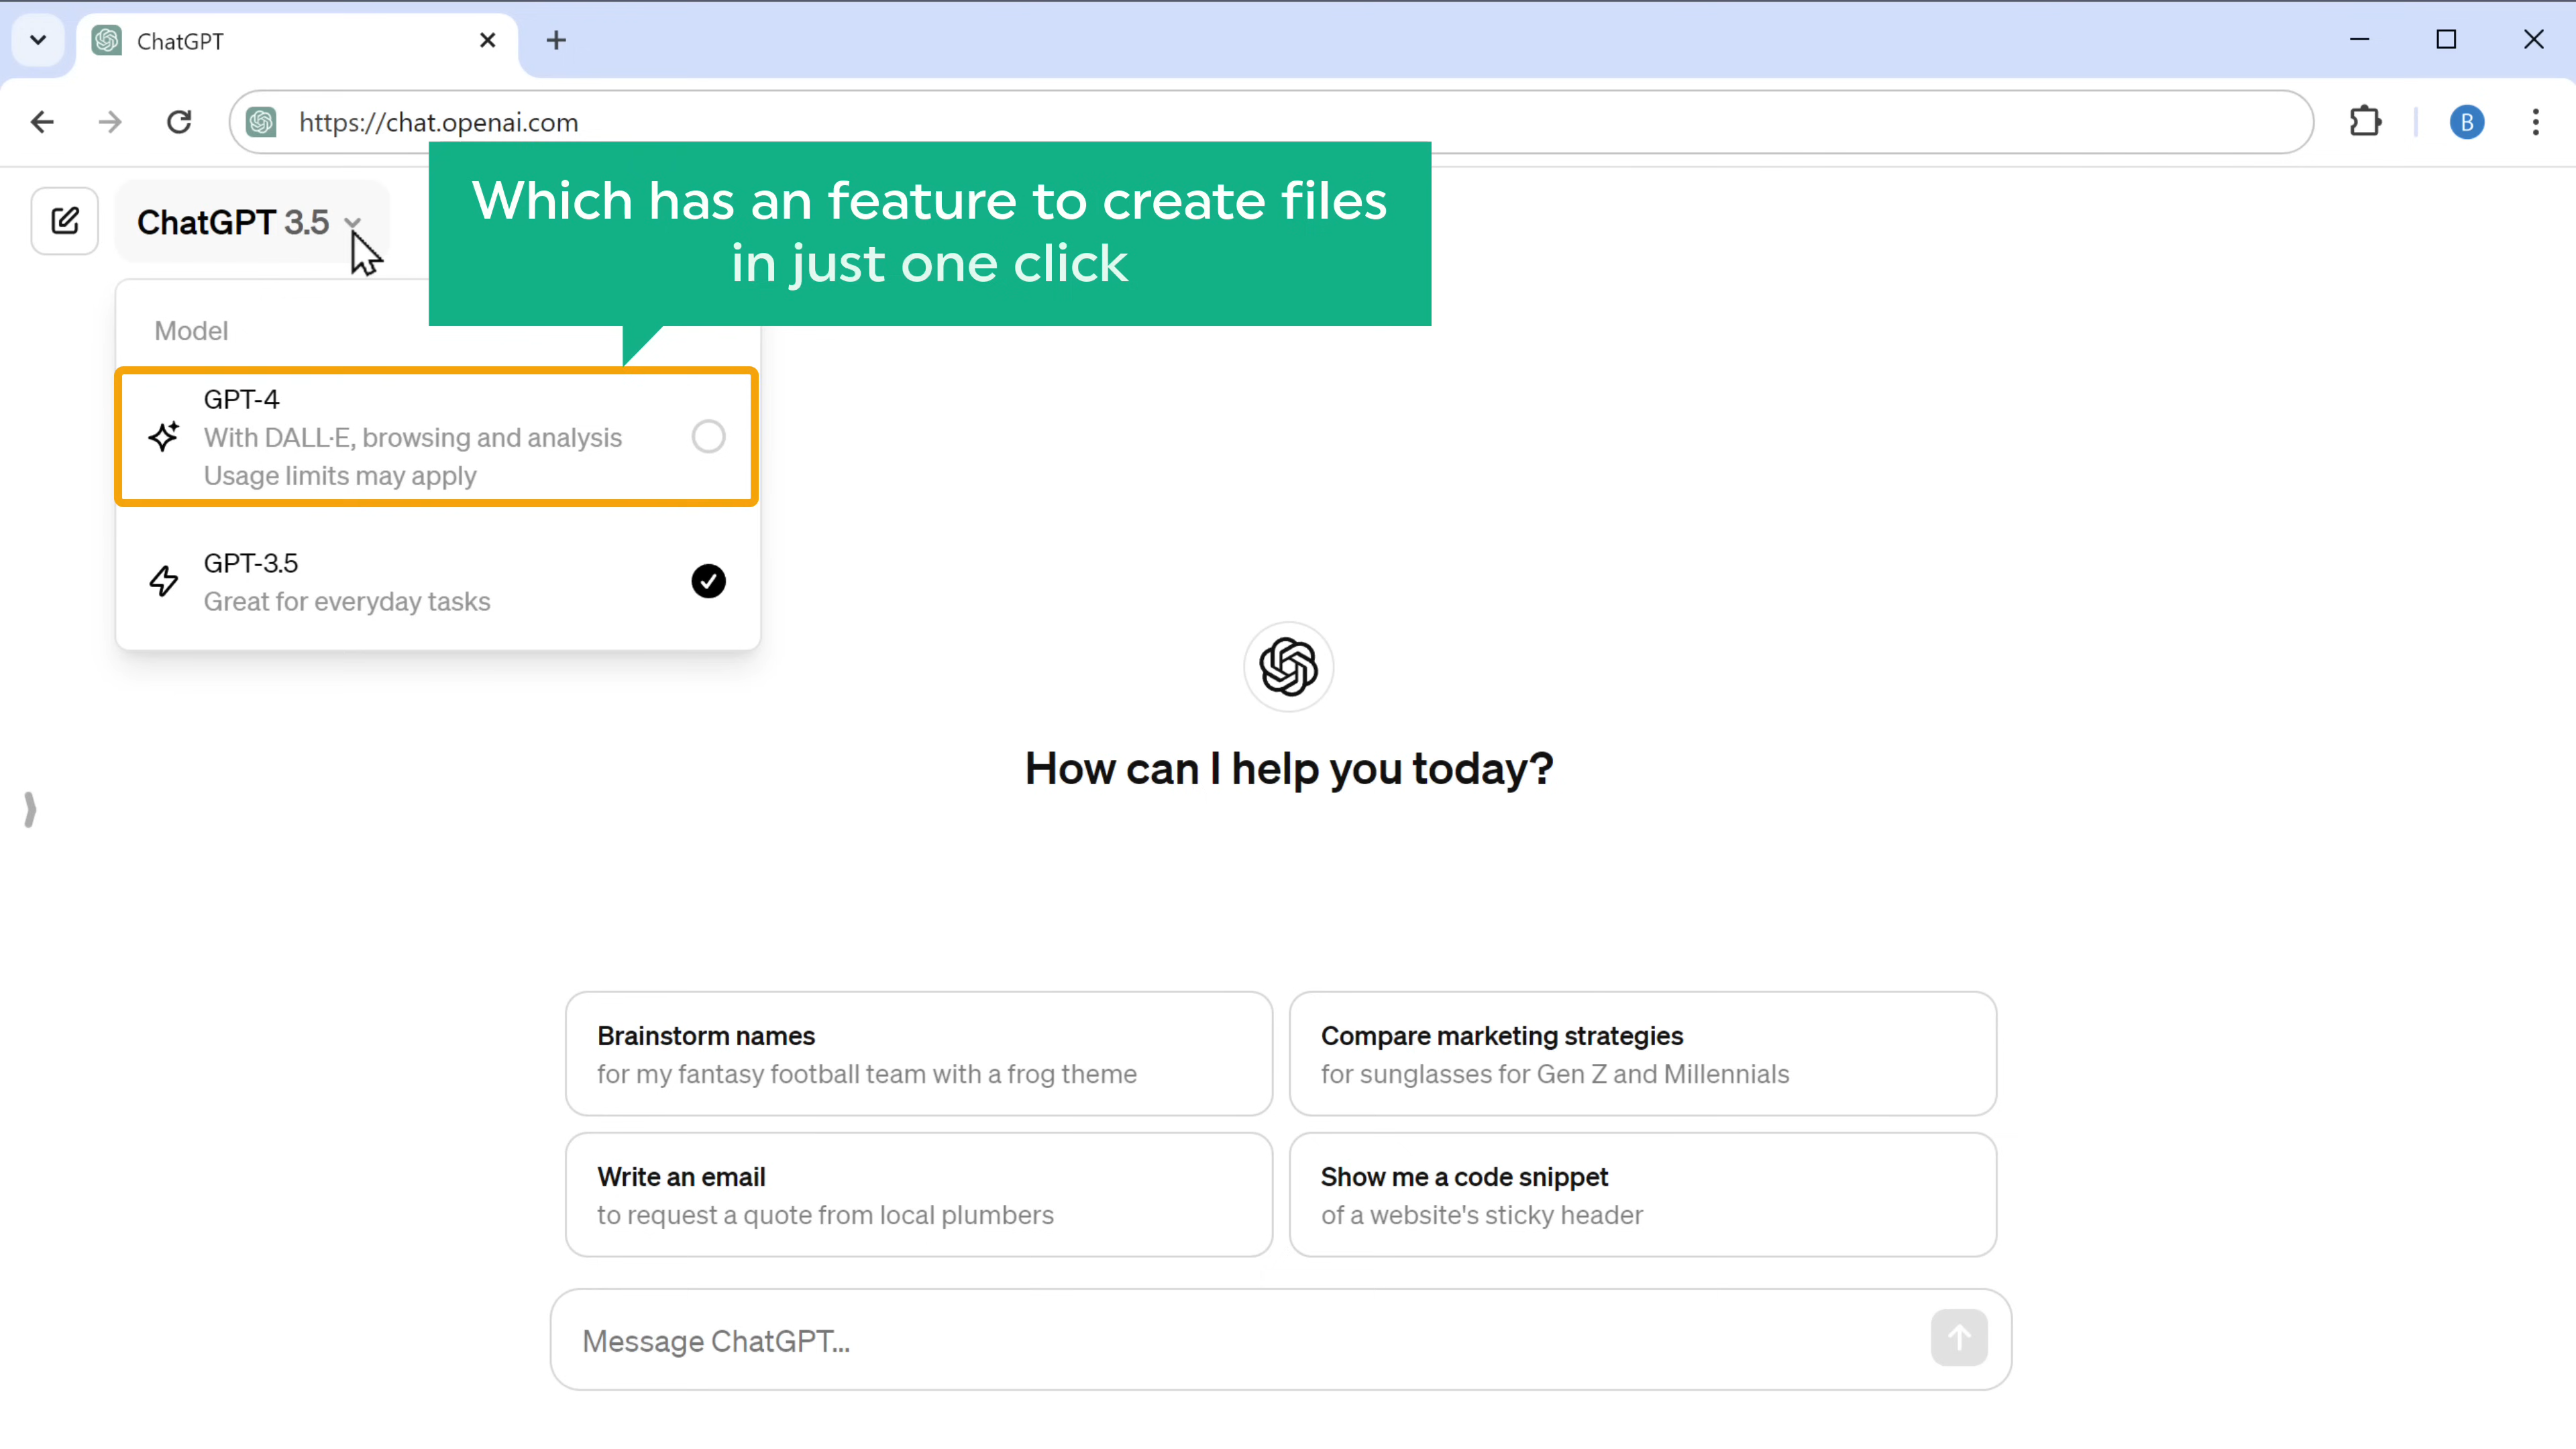 ChatGPT
https://chat.openai.com
B
ChatGPT 3.5
Which has an feature to create files
in just one click
Model
GPT-4
With DALL·E, browsing and analysis
Usage limits may apply
GPT-3.5
Great for everyday tasks
How can I help you today?
Brainstorm names
for my fantasy football team with a frog theme
Compare marketing strategies
for sunglasses for Gen Z and Millennials
Write an email
to request a quote from local plumbers
Show me a code snippet
of a website's sticky header
Message ChatGPT...